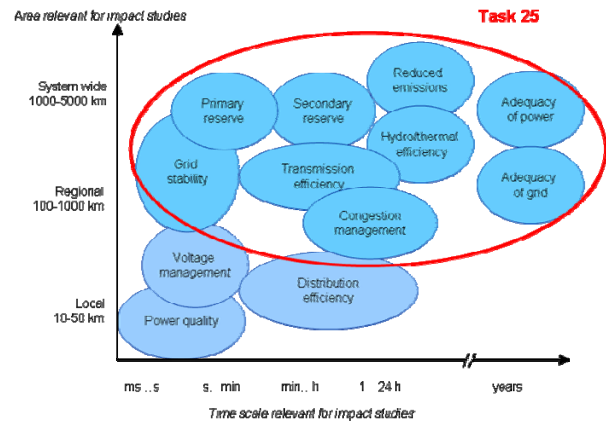 Area relevant for impact studies
Task 25
System wide
1000-5000 km
Regional
100-1000 km
Local
10-50 km
Reduced
emissions
Primary
reserve
Secondary
reserve
Adequacy
of power
Hydro/thermal
efficiency
Grid
stability
Transmission
efficiency
Adequacy
of grid
Congestion
management
Voltage
management
Distribution
efficiency
Power quality
ms...s
s.. min
min... h
1.. 24 h
years
Time scale relevant for impact studies